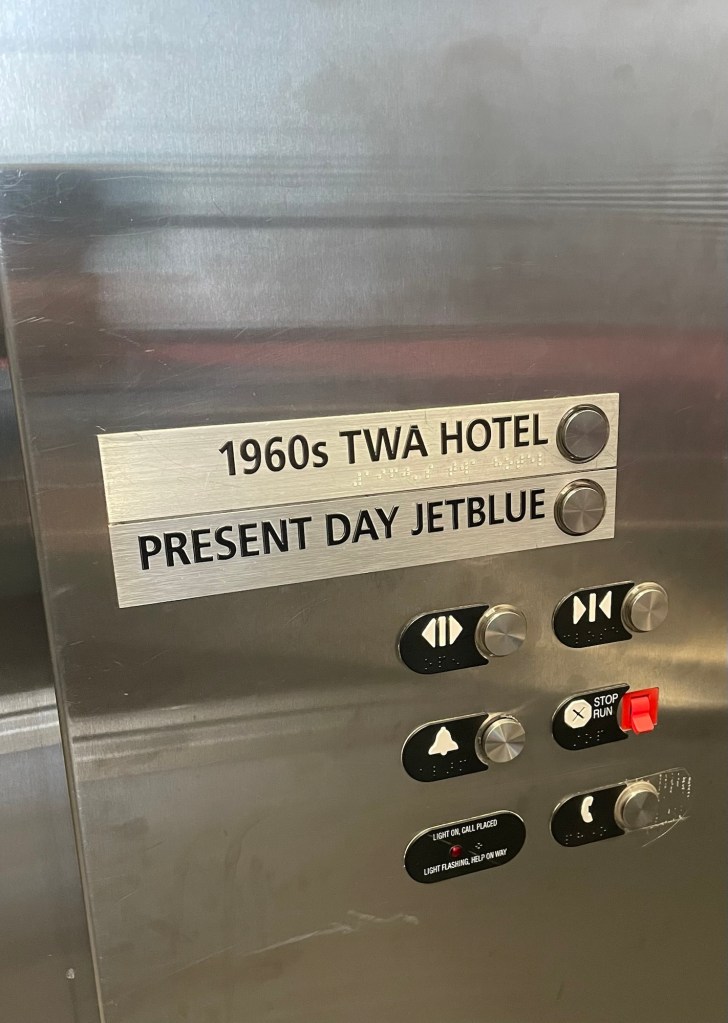 1960s TWA HOTEL
PRESENT DAY JETBLUE
STOP
RUN
LIGHT ON, CALL PLACED
LIGHT FLASHING, HELP ON WAY